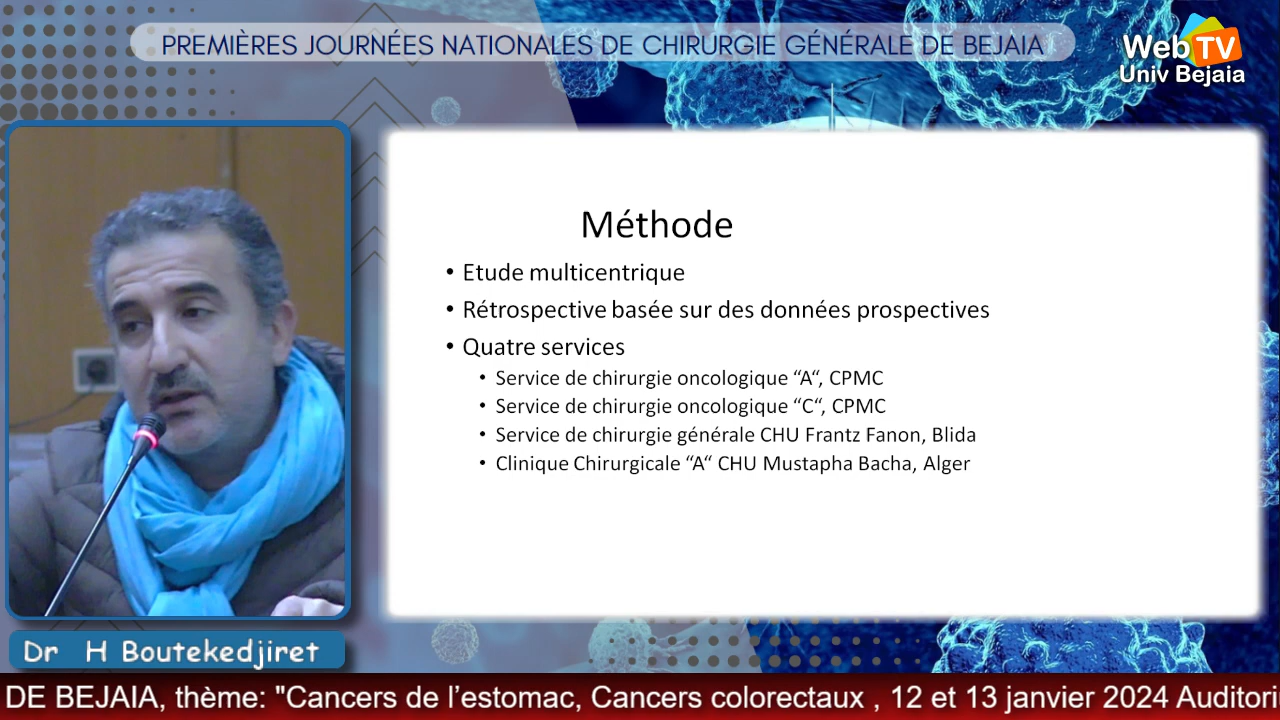 PREMIÈRES JOURNÉES NATIONALES DE CHIRURGIE GÉNÉRALE DE BEJAIA
Web TV
Univ Bejaia
Méthode
• Etude multicentrique
• Rétrospective basée sur des données prospectives
• Quatre services
• Service de chirurgie oncologique “A“, CPMC
• Service de chirurgie oncologique “C“, CPMC
• Service de chirurgie générale CHU Frantz Fanon, Blida
• Clinique Chirurgicale “A“ CHU Mustapha Bacha, Alger
Dr H Boutekedjiret
DE BEJAIA, thème: "Cancers de l’estomac, Cancers colorectaux , 12 et 13 janvier 2024 Auditori